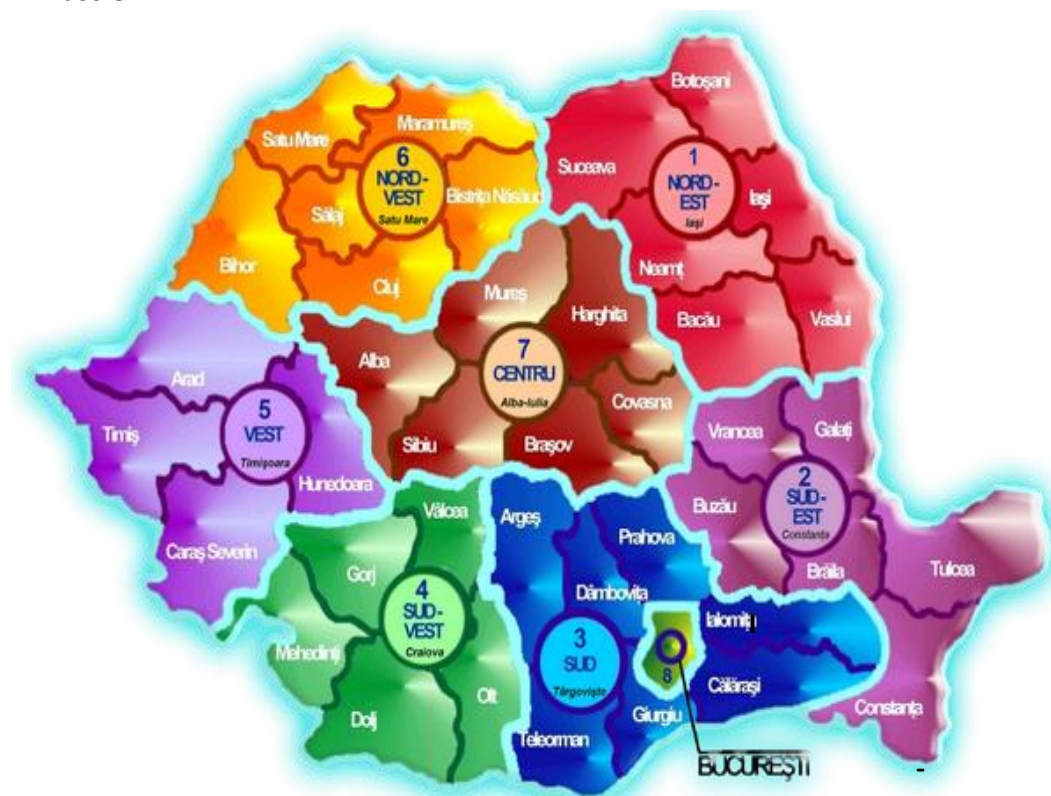 Botoşani
Maramureş
Satu Mare
Suceava
6
NORD-
VEST
Satu Mare
1
NORD-
EST
Iaşi
Bistriţa Năsăud
Iaşi
Sălaj
Bihor
Neamţ
Cluj
Mureş
Harghita
Bacău
Vaslui
Alba
7
CENTRU
Alba-Iulia
Arad
Covasna
Timiş
5
VEST
Timişoara
Sibiu
Braşov
Vrancea
Galaţi
Hunedoara
2
SUD-
EST
Constanţa
Buzău
Vâlcea
Argeş
Prahova
Caraş Severin
Gorj
Brăila
Tulcea
4
SUD-
VEST
Craiova
Dâmboviţa
Ialomiţa
Mehedinţi
3
SUD
Târgovişte
8
Călăraşi
Olt
Dolj
Giurgiu
Constanţa
Teleorman
BUCUREŞTI
-